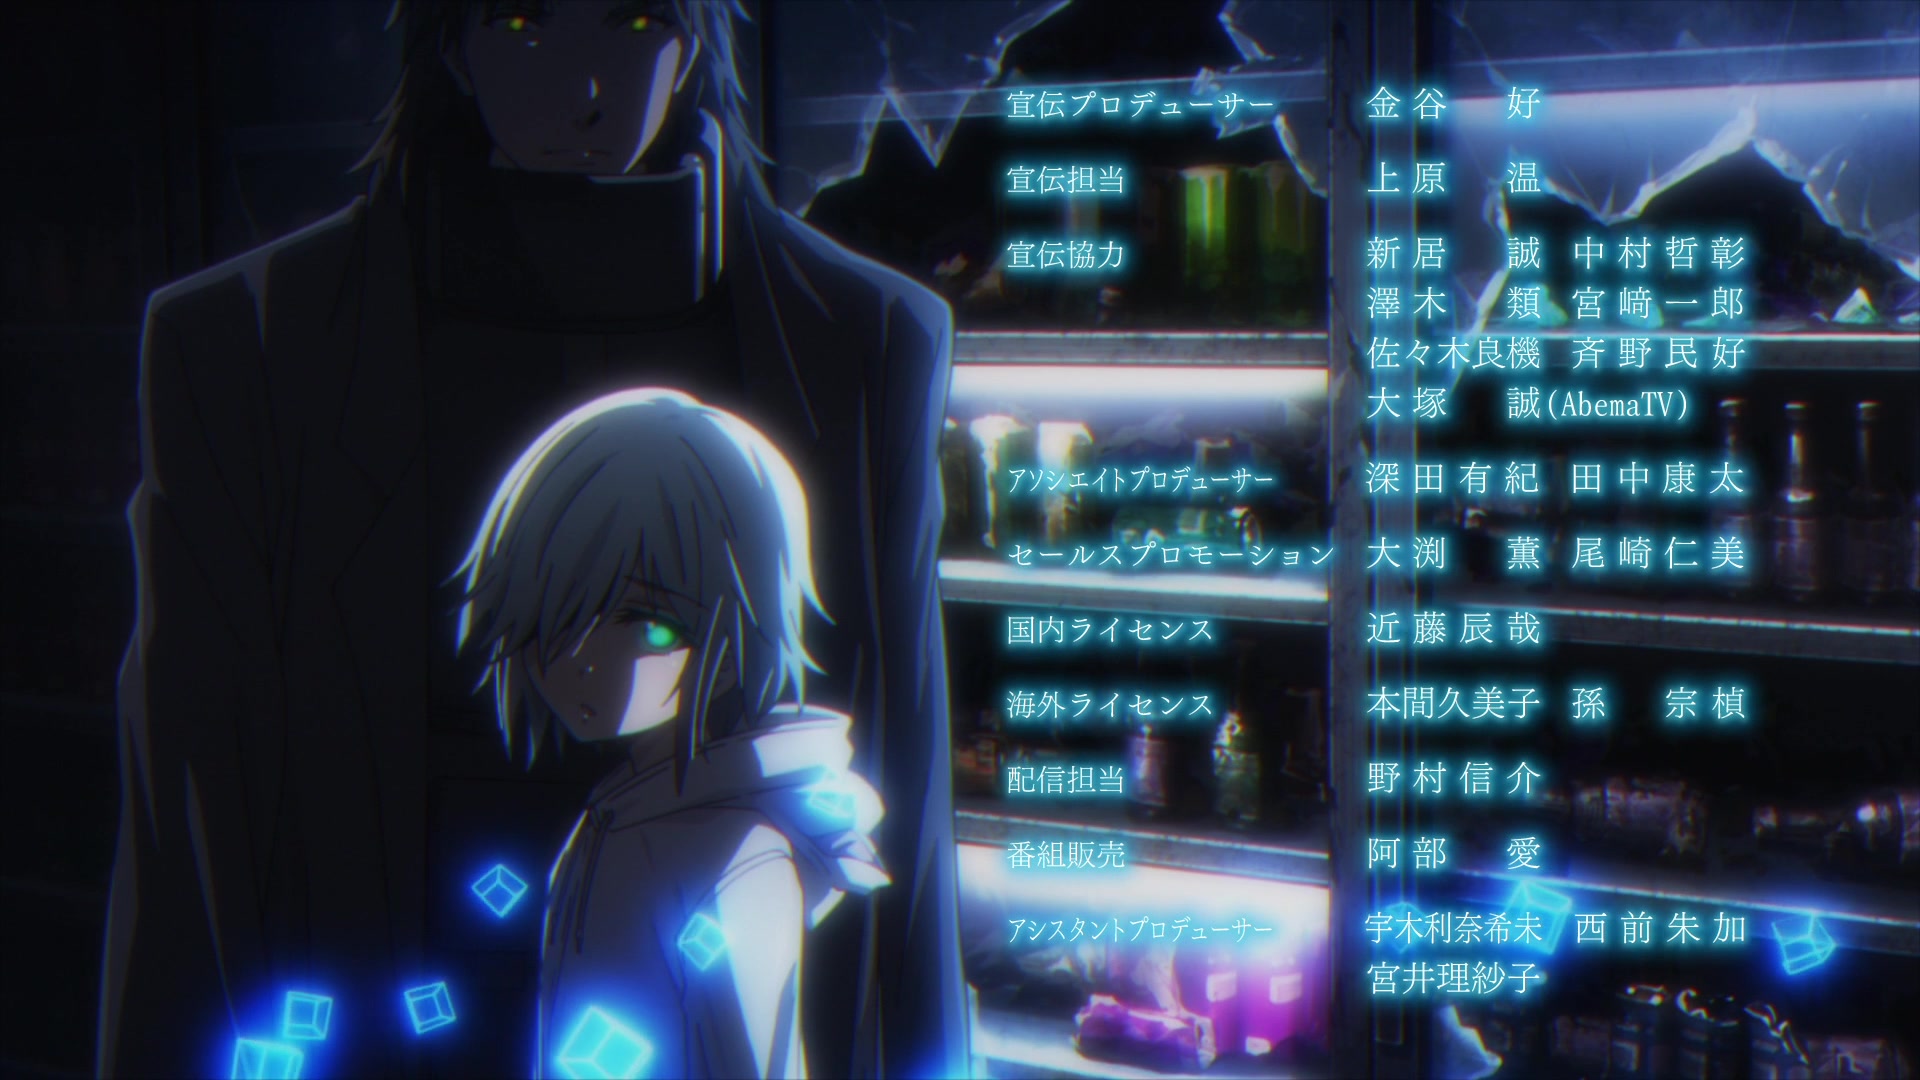 宣伝プロデューサー 金谷 好
宣伝担当 上原 温
宣伝協力 新居 誠 中村哲彰
澤木 類 宮﨑一郎
佐々木良機 斉野民好
大塚 誠(AbemaTV)
アソシエイトプロデューサー 深田有紀 田中康太
セールスプロモーション 大渕 薫 尾崎仁美
国内ライセンス 近藤辰哉
海外ライセンス 本間久美子 孫 宗楨
配信担当 野村信介
番組販売 阿部 愛
アシスタントプロデューサー 宇木利奈希未 西前朱加
宮井理紗子